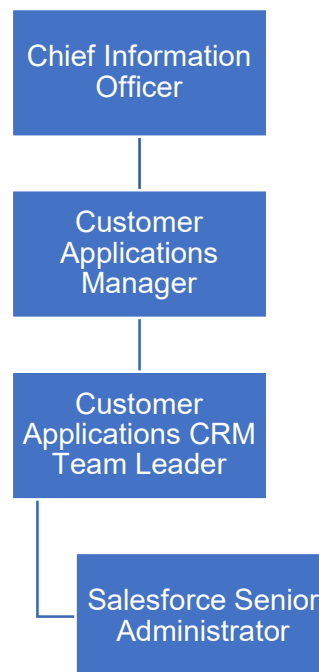 Chief Information
Officer
Customer
Applications
Manager
Customer
Applications CRM
Team Leader
Salesforce Senior
Administrator